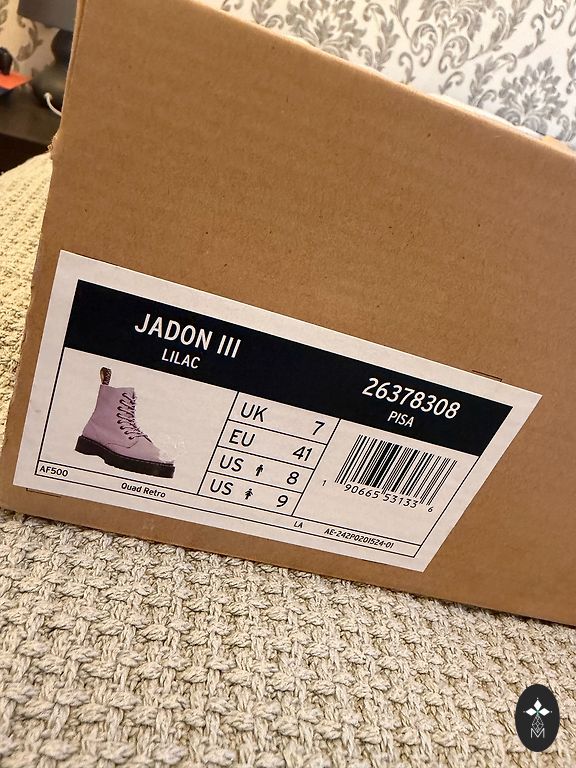 JADON III
LILAC
26378308
PISA
UK 7
EU 41
US 8
US 9
1 90665 53133 6
AF500
Quad Retro
LA
AE-242P0201524-01